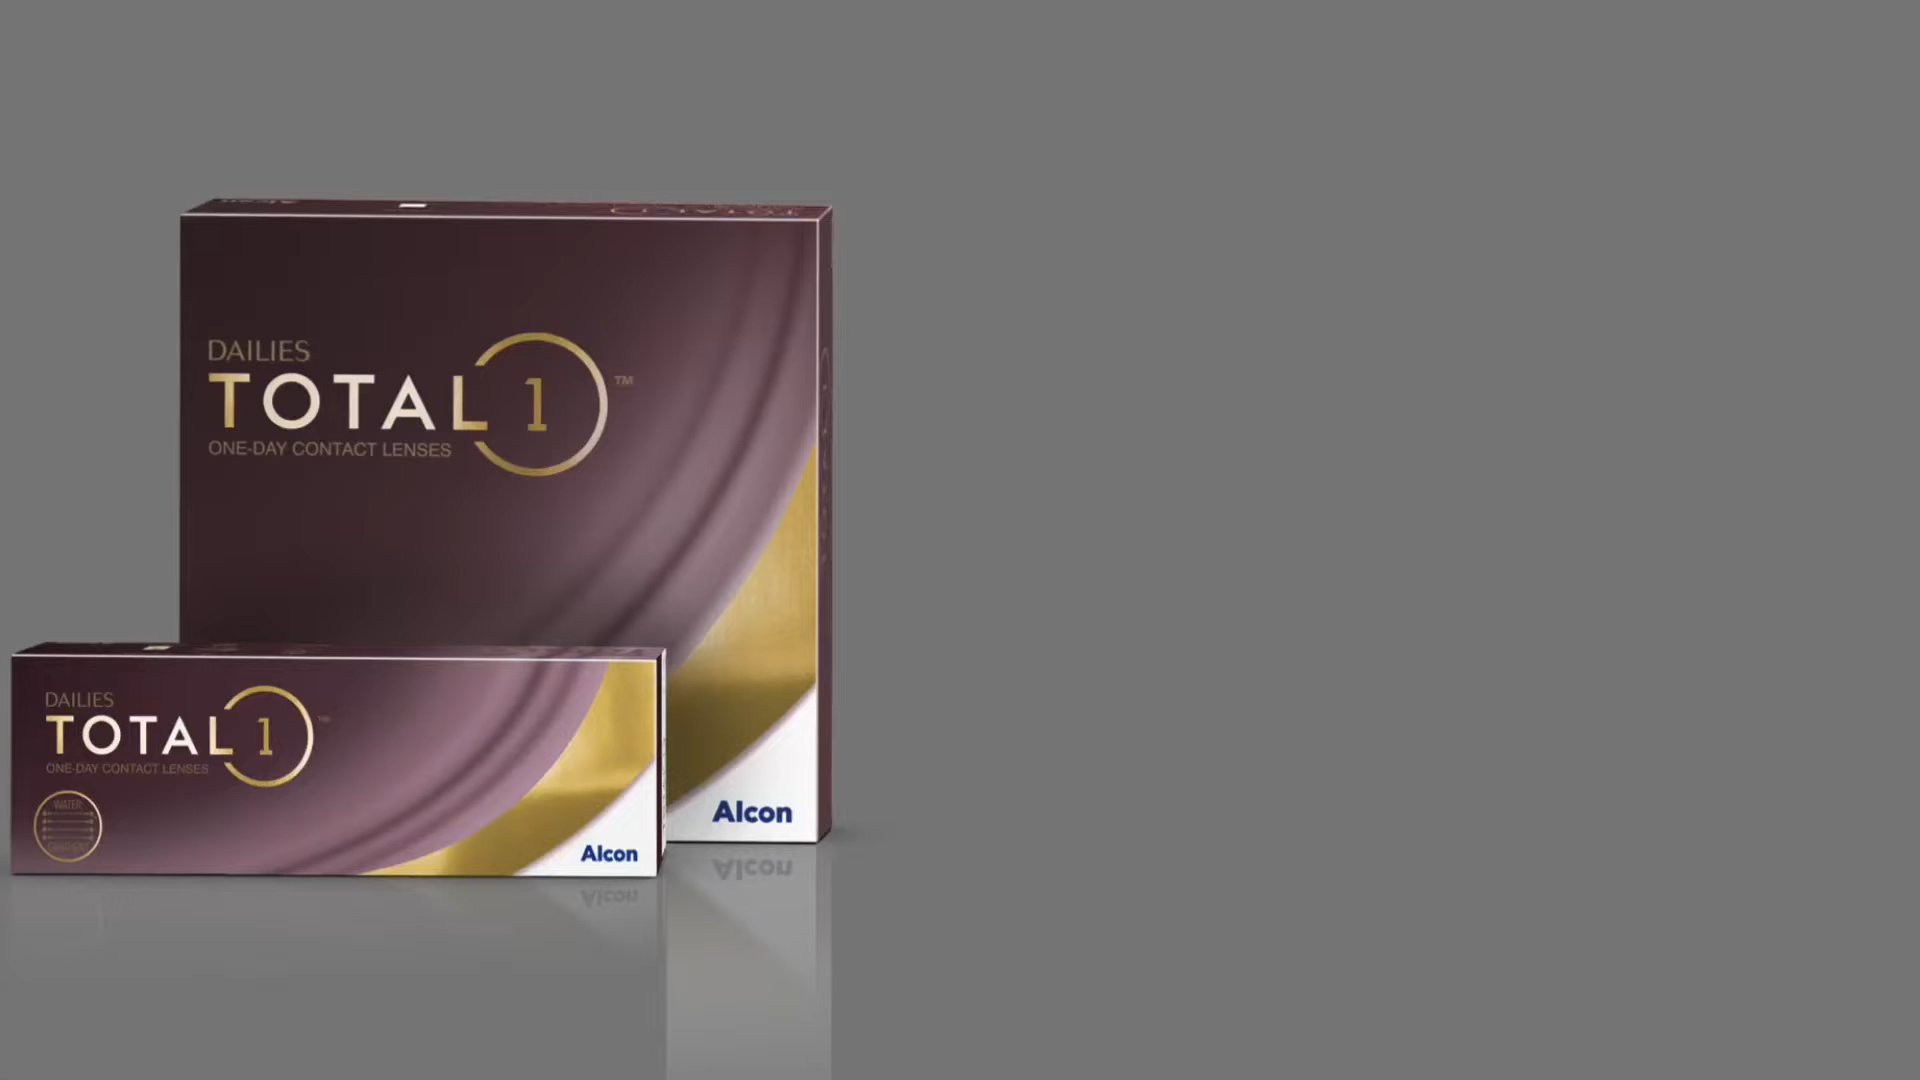 DAILIES
TOTAL 1™
ONE-DAY CONTACT LENSES
Alcon
DAILIES
TOTAL 1™
ONE-DAY CONTACT LENSES
WATER
Alcon